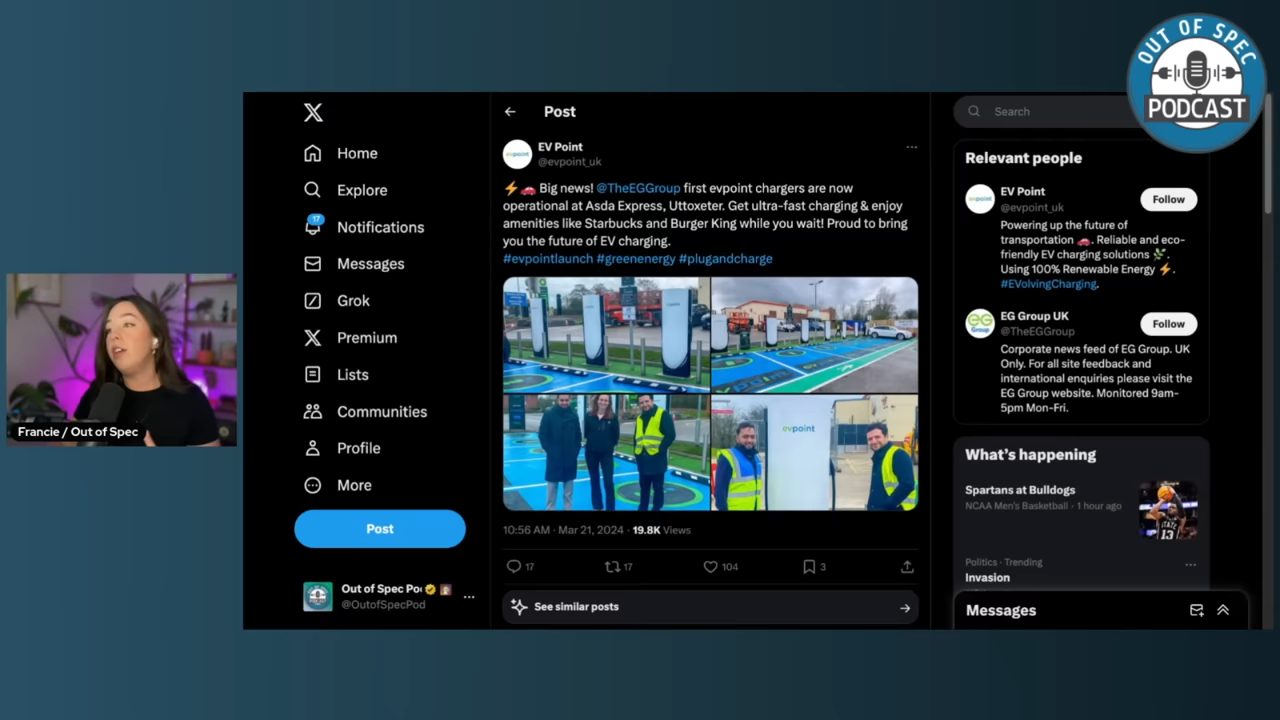 OUT OF SPEC
PODCAST
Francie / Out of Spec
Home
Explore
17
Notifications
Messages
Grok
Premium
Lists
Communities
Profile
More
Post
Out of Spec Po
@OutofSpecPod
Post
EV Point
@evpoint_uk
⚡🚗 Big news! @TheEGGroup first evpoint chargers are now
operational at Asda Express, Uttoxeter. Get ultra-fast charging & enjoy
amenities like Starbucks and Burger King while you wait! Proud to bring
you the future of EV charging.
#evpointlaunch #greenenergy #plugandcharge
evpoint
10:56 AM · Mar 21, 2024 · 19.8K Views
17
17
104
3
See similar posts
Search
Relevant people
EV Point
@evpoint_uk
Follow
Powering up the future of
transportation 🚗. Reliable and eco-
friendly EV charging solutions 🌿.
Using 100% Renewable Energy ⚡.
#EVolvingCharging.
EG Group
EG Group UK
@TheEGGroup
Follow
Corporate news feed of EG Group. UK
Only. For all site feedback and
international enquiries please visit the
EG Group website. Monitored 9am-
5pm Mon-Fri.
What's happening
Spartans at Bulldogs
NCAA Men's Basketball · 1 hour ago
STATE
13
Politics · Trending
Invasion
Messages